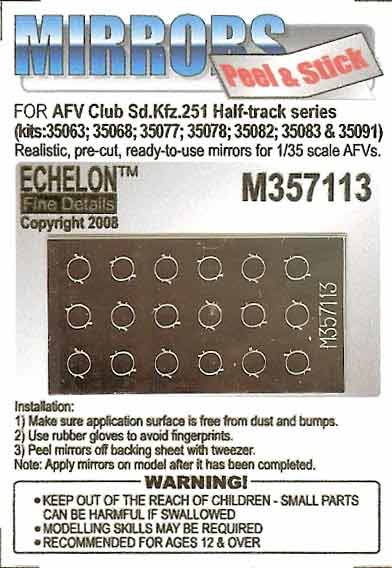 MIRRORS
Peel & Stick
FOR AFV Club Sd.Kfz.251 Half-track series
(kits:35063; 35068; 35077; 35078; 35082; 35083 & 35091)
Realistic, pre-cut, ready-to-use mirrors for 1/35 scale AFVs.
ECHELON™
Fine Details
Copyright 2008
M357113
M357113
Installation:
1) Make sure application surface is free from dust and bumps.
2) Use rubber gloves to avoid fingerprints.
3) Peel mirrors off backing sheet with tweezer.
Note: Apply mirrors on model after it has been completed.
WARNING!
• KEEP OUT OF THE REACH OF CHILDREN - SMALL PARTS
CAN BE HARMFUL IF SWALLOWED
• MODELLING SKILLS MAY BE REQUIRED
• RECOMMENDED FOR AGES 12 & OVER